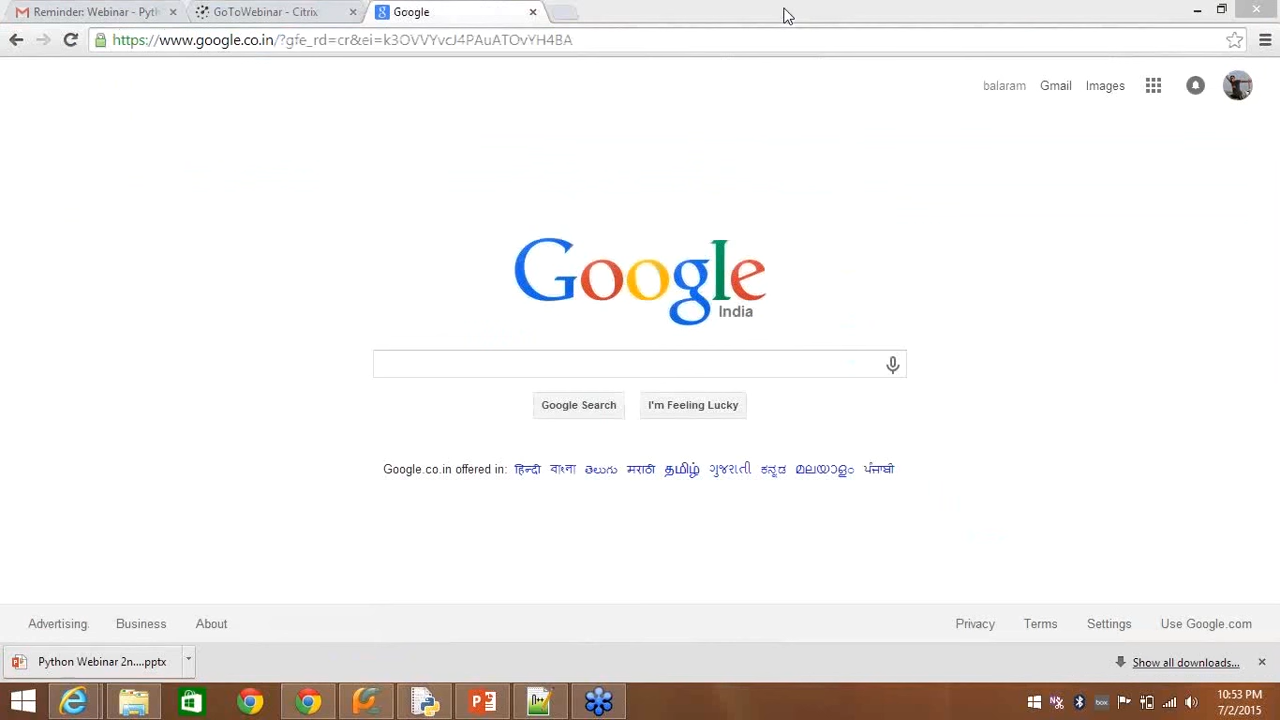 Reminder: Webinar - Pyth
GoToWebinar - Citrix
Google
https://www.google.co.in/?gfe_rd=cr&ei=k3OVVYvcJ4PAuATOvYH4BA
balaram Gmail Images
Google
India
Google Search I'm Feeling Lucky
Google.co.in offered in: हिन्दी বাংলা తెలుగు मराठी தமிழ் ગુજરાતી ಕನ್ನಡ മലയാളം ਪੰਜਾਬੀ
Advertising Business About Privacy Terms Settings Use Google.com
Python Webinar 2n....pptx Show all downloads...
box
10:53 PM
7/2/2015